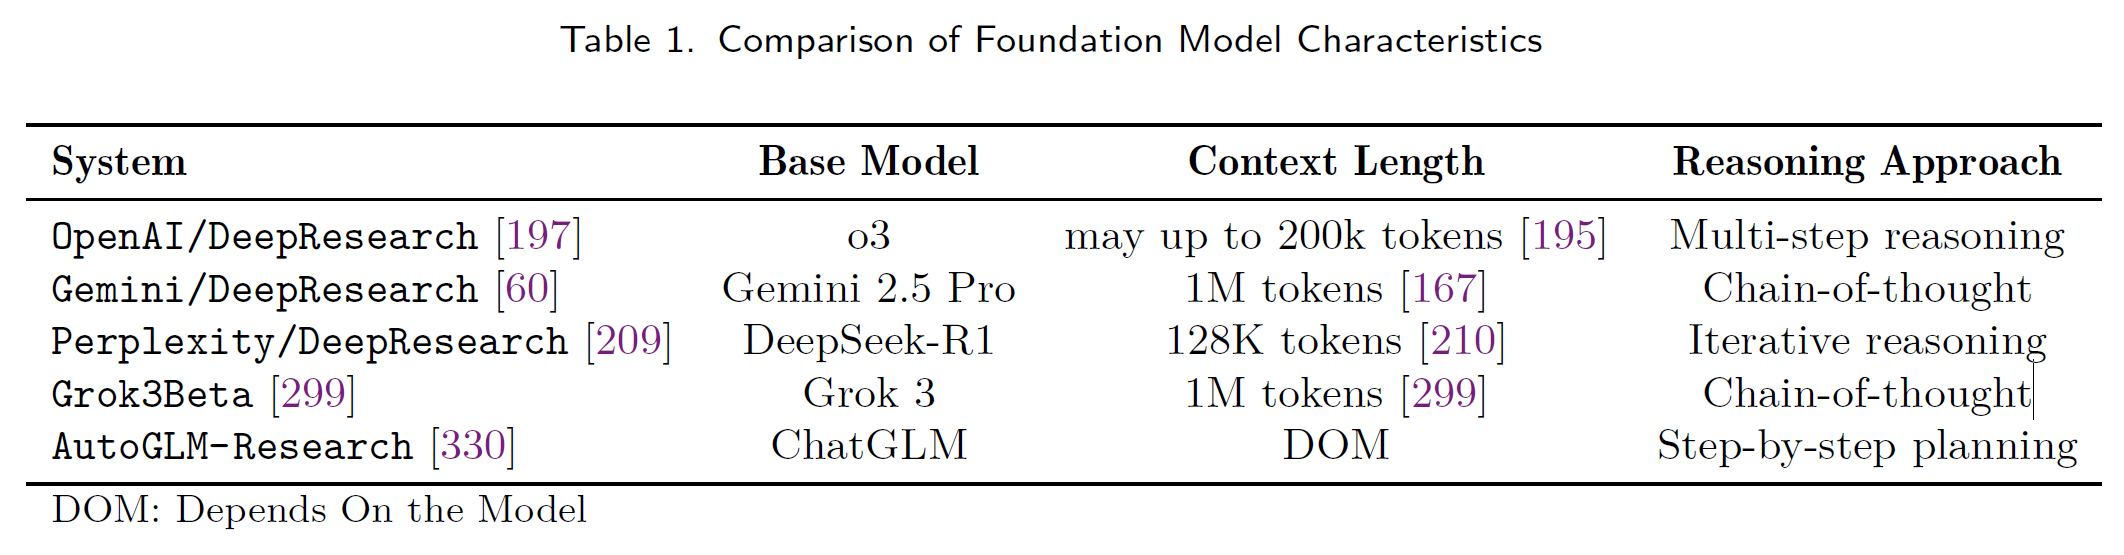 Table 1. Comparison of Foundation Model Characteristics
System Base Model Context Length Reasoning Approach
OpenAI/DeepResearch [197] o3 may up to 200k tokens [195] Multi-step reasoning
Gemini/DeepResearch [60] Gemini 2.5 Pro 1M tokens [167] Chain-of-thought
Perplexity/DeepResearch [209] DeepSeek-R1 128K tokens [210] Iterative reasoning
Grok3Beta [299] Grok 3 1M tokens [299] Chain-of-thought
AutoGLM-Research [330] ChatGLM DOM Step-by-step planning
DOM: Depends On the Model